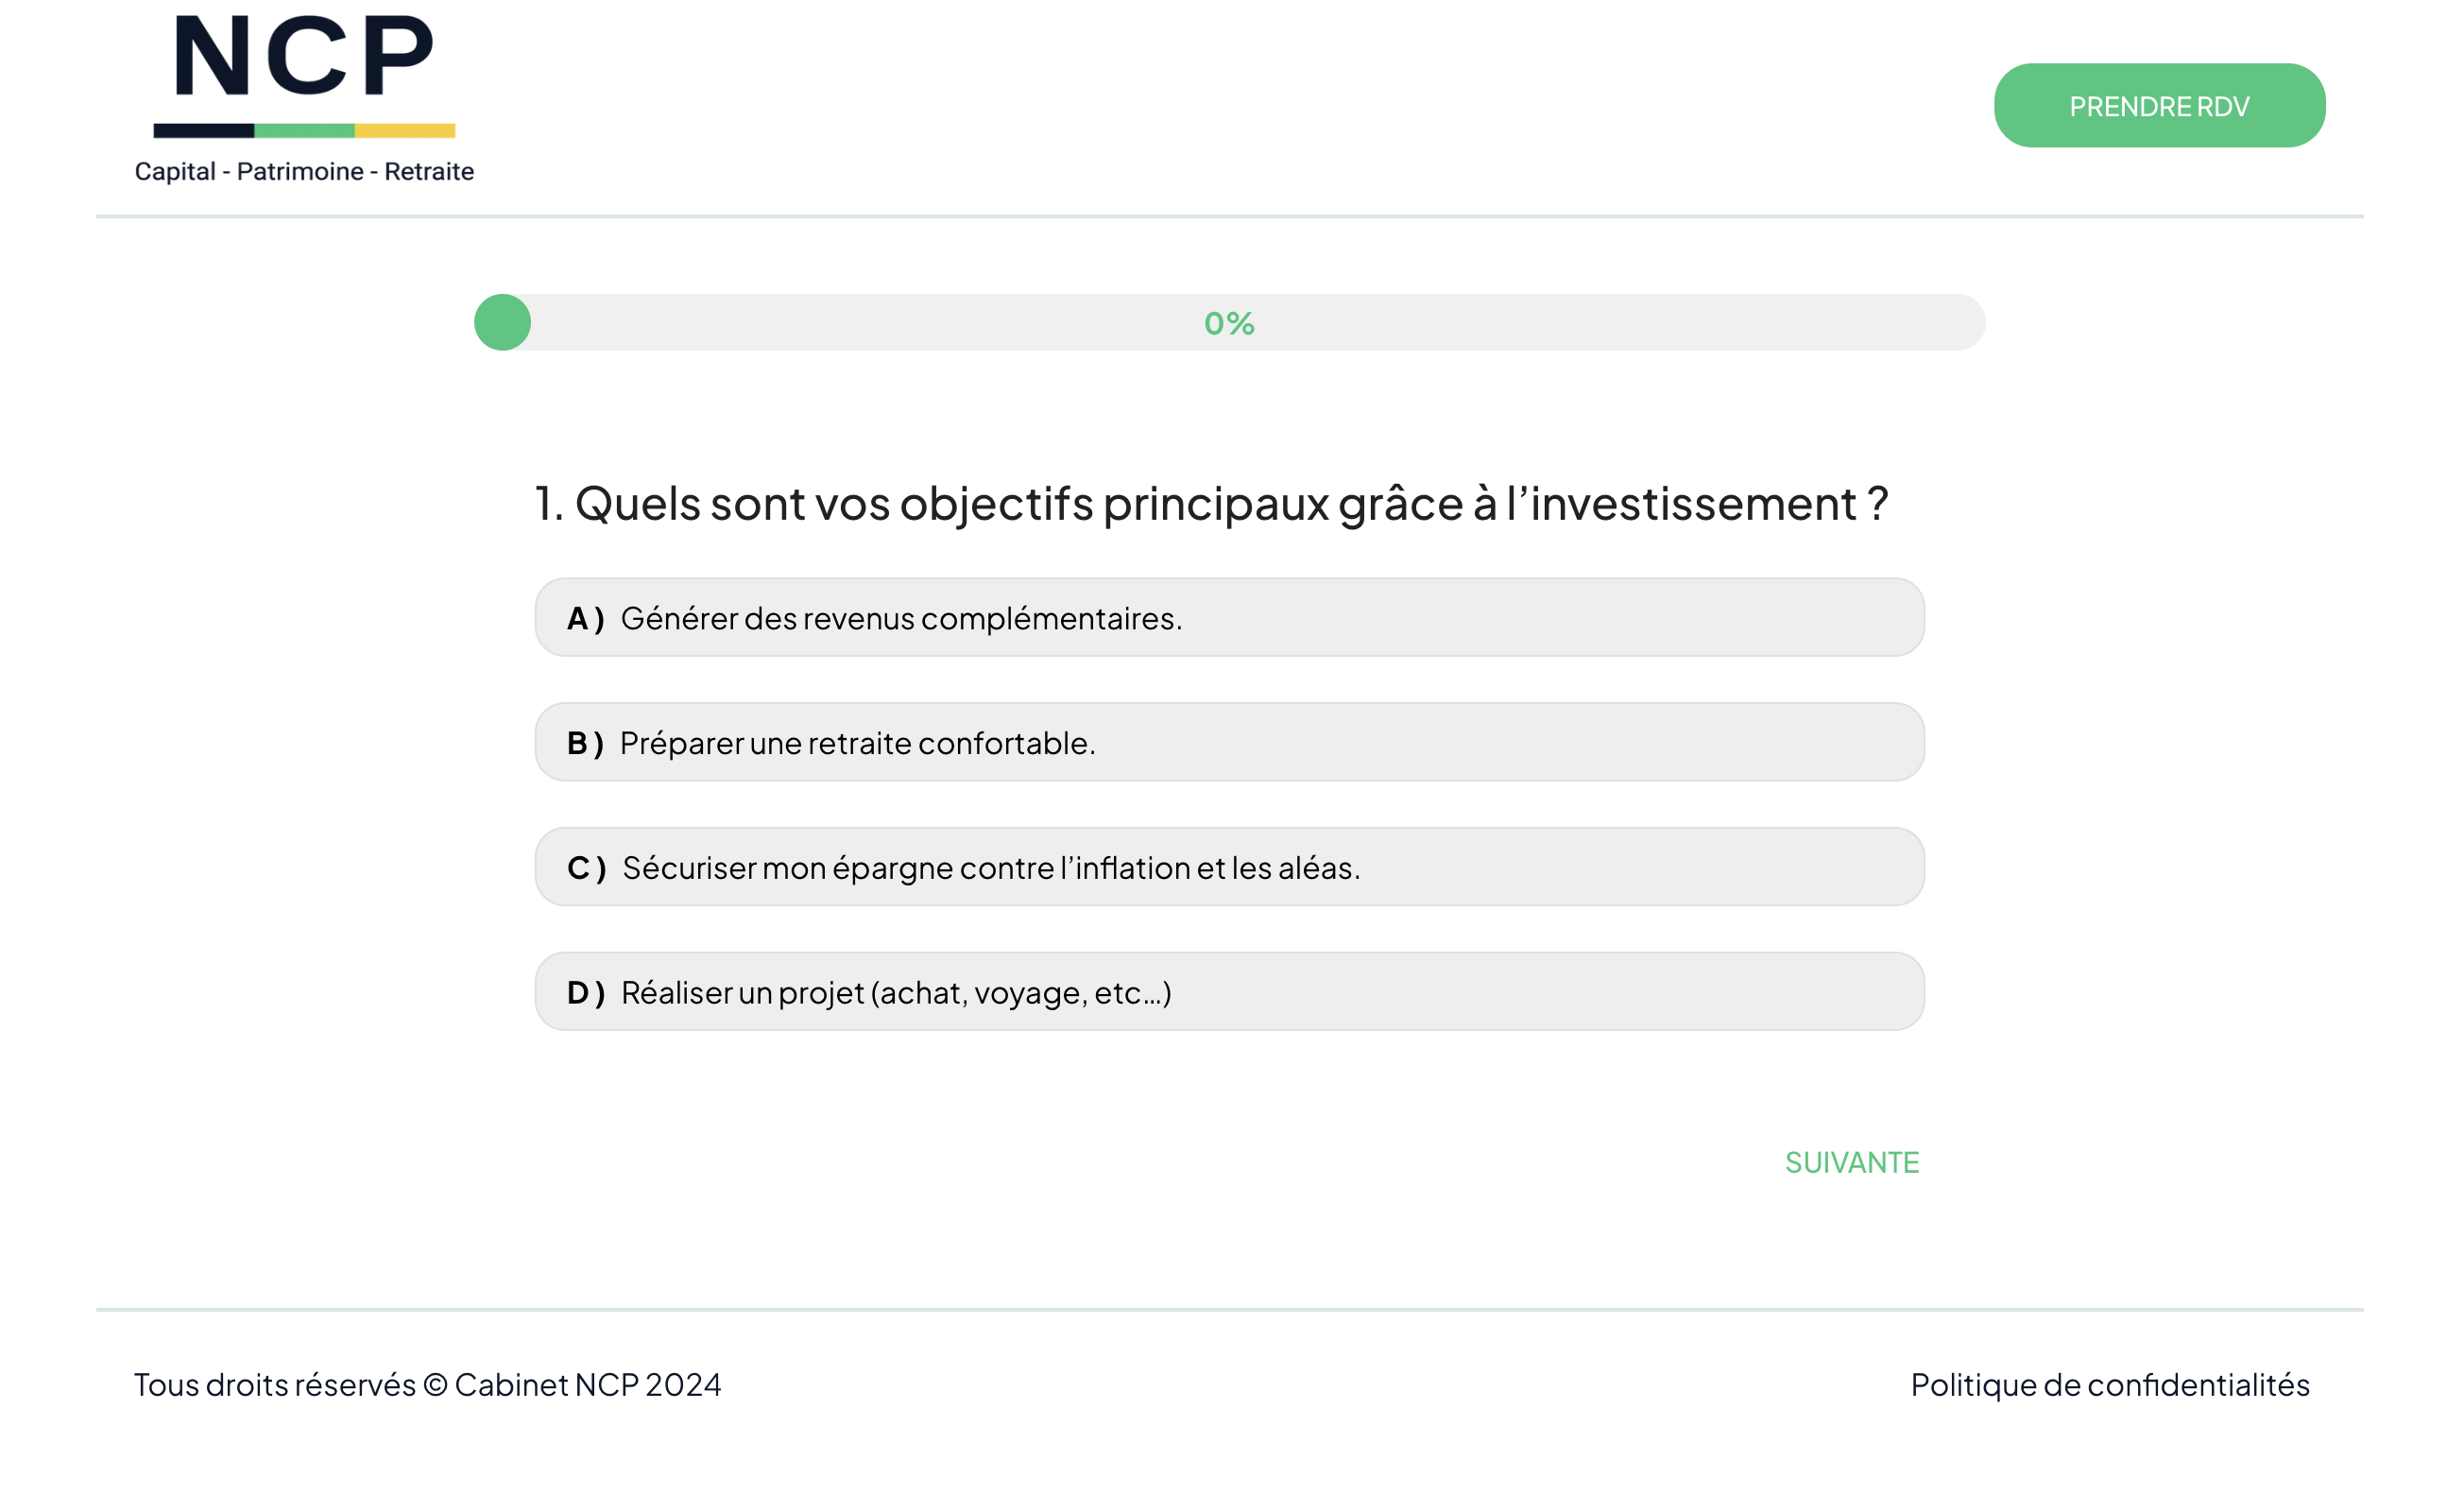 NCP
Capital - Patrimoine - Retraite
PRENDRE RDV
0%
1. Quels sont vos objectifs principaux grâce à l’investissement ?
A) Générer des revenus complémentaires.
B) Préparer une retraite confortable.
C) Sécuriser mon épargne contre l’inflation et les aléas.
D) Réaliser un projet (achat, voyage, etc...)
SUIVANTE
Tous droits réservés © Cabinet NCP 2024
Politique de confidentialités